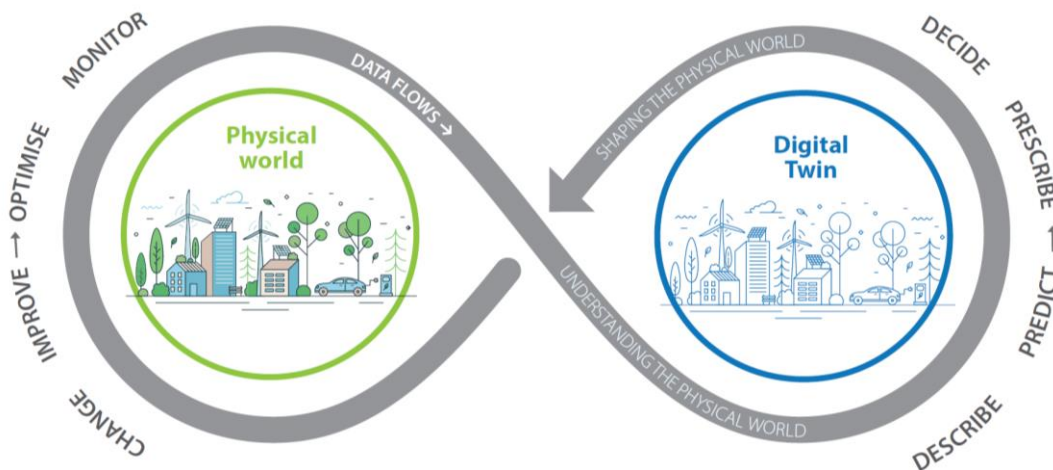 MONITOR
IMPROVE → OPTIMISE
CHANGE
Physical
world
DATA FLOWS →
UNDERSTANDING THE PHYSICAL WORLD
SHAPING THE PHYSICAL WORLD
Digital
Twin
DECIDE
PREDICT → PRESCRIBE
DESCRIBE